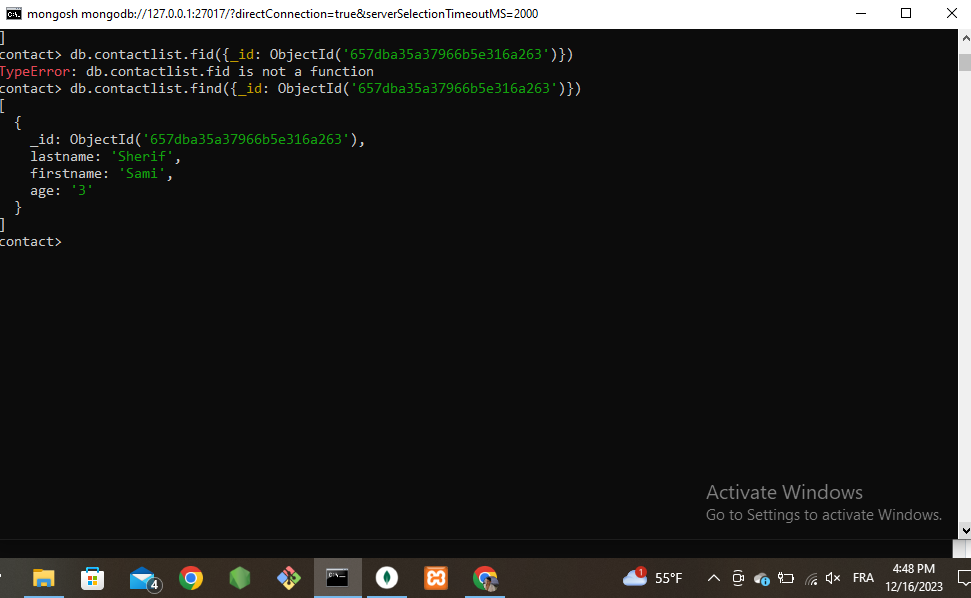 mongosh mongodb://127.0.0.1:27017/?directConnection=true&serverSelectionTimeoutMS=2000
]
contact> db.contactlist.fid({_id: ObjectId('657dba35a37966b5e316a263')})
TypeError: db.contactlist.fid is not a function
contact> db.contactlist.find({_id: ObjectId('657dba35a37966b5e316a263')})
[
  {
    _id: ObjectId('657dba35a37966b5e316a263'),
    lastname: 'Sherif',
    firstname: 'Sami',
    age: '3'
  }
]
contact>
Activate Windows
Go to Settings to activate Windows.
4
1
55°F
FRA
4:48 PM
12/16/2023